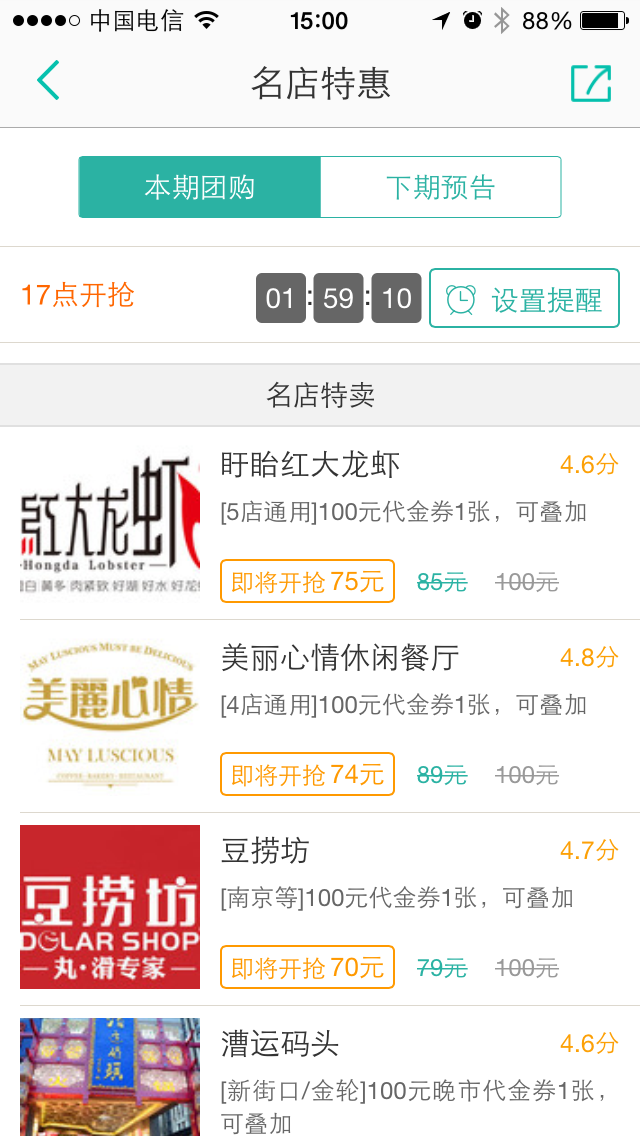 中国电信 15:00 88%
名店特惠
本期团购 下期预告
17点开抢 01:59:10 设置提醒
名店特卖
紅大龙虾
Hongda Lobster
黄多 肉紧致 好湖 好水 好龙
盱眙红大龙虾 4.6分
[5店通用]100元代金券1张，可叠加
即将开抢 75元 85元 100元
MAY LUSCIOUS MUST BE DELICIOUS
美麗心情
MAY LUSCIOUS
COFFEE · BAKERY · RESTAURANT
美丽心情休闲餐厅 4.8分
[4店通用]100元代金券1张，可叠加
即将开抢 74元 89元 100元
豆捞坊
DOLAR SHOP
丸·滑专家
豆捞坊 4.7分
[南京等]100元代金券1张，可叠加
即将开抢 70元 79元 100元
漕运码头 4.6分
[新街口/金轮]100元晚市代金券1张，
可叠加